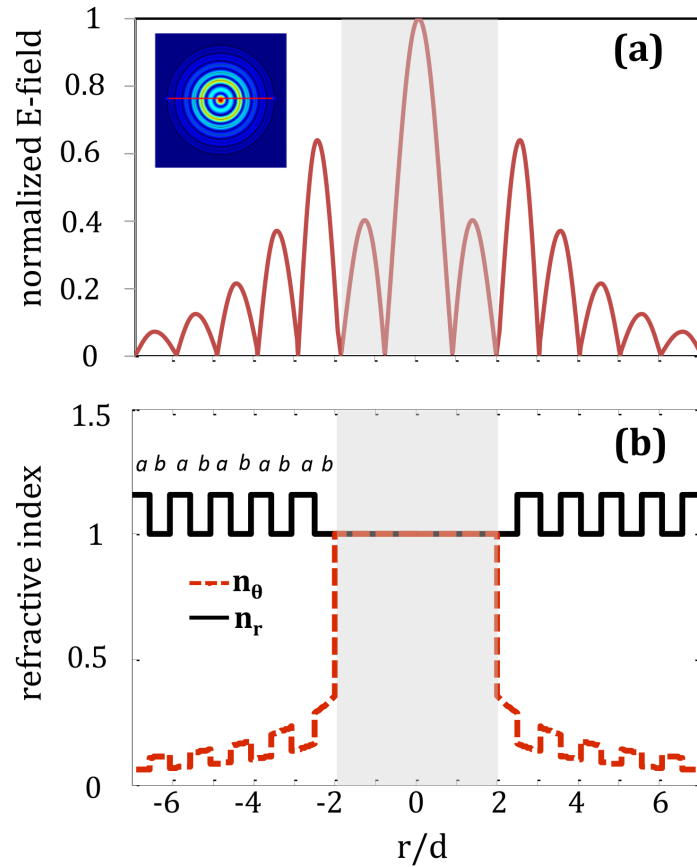 (a)
normalized E-field
1
0.8
0.6
0.4
0.2
0
(b)
refractive index
1.5
1
0.5
0
a b a b a b a b a b
n_θ
n_r
-6 -4 -2 0 2 4 6
r/d